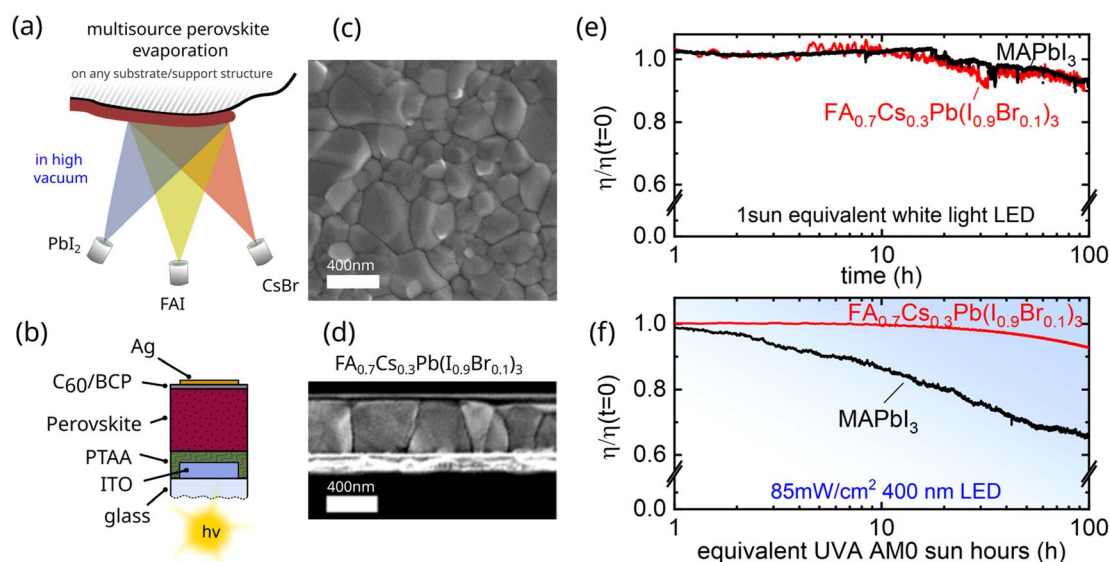 (a)
multisource perovskite
evaporation
on any substrate/support structure
in high
vacuum
PbI₂
FAI
CsBr
(b)
Ag
C₆₀/BCP
Perovskite
PTAA
ITO
glass
hv
(c)
400nm
(d)
FA₀.₇Cs₀.₃Pb(I₀.₉Br₀.₁)₃
400nm
(e)
η/η(t=0)
1.0
0.8
0.6
0.0
MAPbI₃
FA₀.₇Cs₀.₃Pb(I₀.₉Br₀.₁)₃
1sun equivalent white light LED
1
10
100
time (h)
(f)
η/η(t=0)
1.0
0.8
0.6
0.0
FA₀.₇Cs₀.₃Pb(I₀.₉Br₀.₁)₃
MAPbI₃
85mW/cm² 400 nm LED
1
10
100
equivalent UVA AM0 sun hours (h)